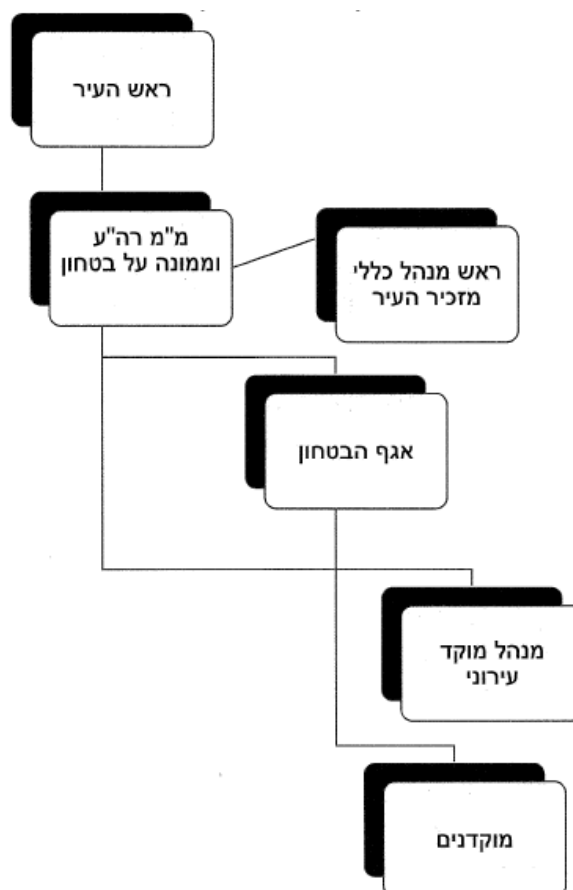 ראש העיר
מ"מ רה"ע
וממונה על בטחון
ראש מנהל כללי
מזכיר העיר
אגף הבטחון
מנהל מוקד
עירוני
מוקדנים